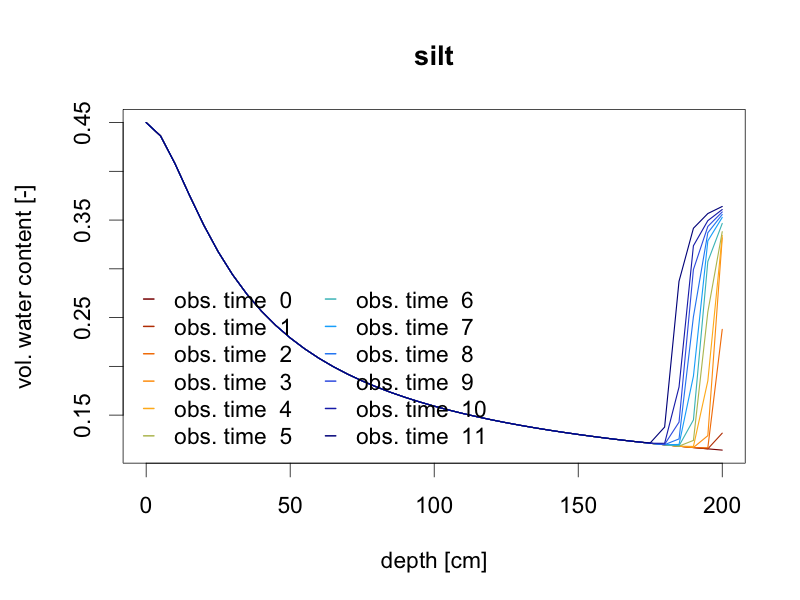 silt
vol. water content [-]
0.45
0.35
0.25
0.15
obs. time 0
obs. time 1
obs. time 2
obs. time 3
obs. time 4
obs. time 5
obs. time 6
obs. time 7
obs. time 8
obs. time 9
obs. time 10
obs. time 11
0 50 100 150 200
depth [cm]